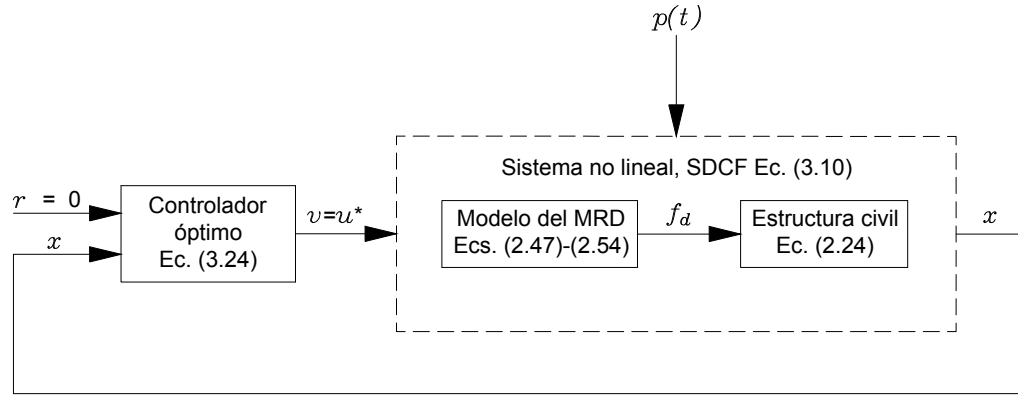 p(t)
Sistema no lineal, SDCF Ec. (3.10)
r = 0
x
Controlador
óptimo
Ec. (3.24)
υ=u*
Modelo del MRD
Ecs. (2.47)-(2.54)
f_d
Estructura civil
Ec. (2.24)
x